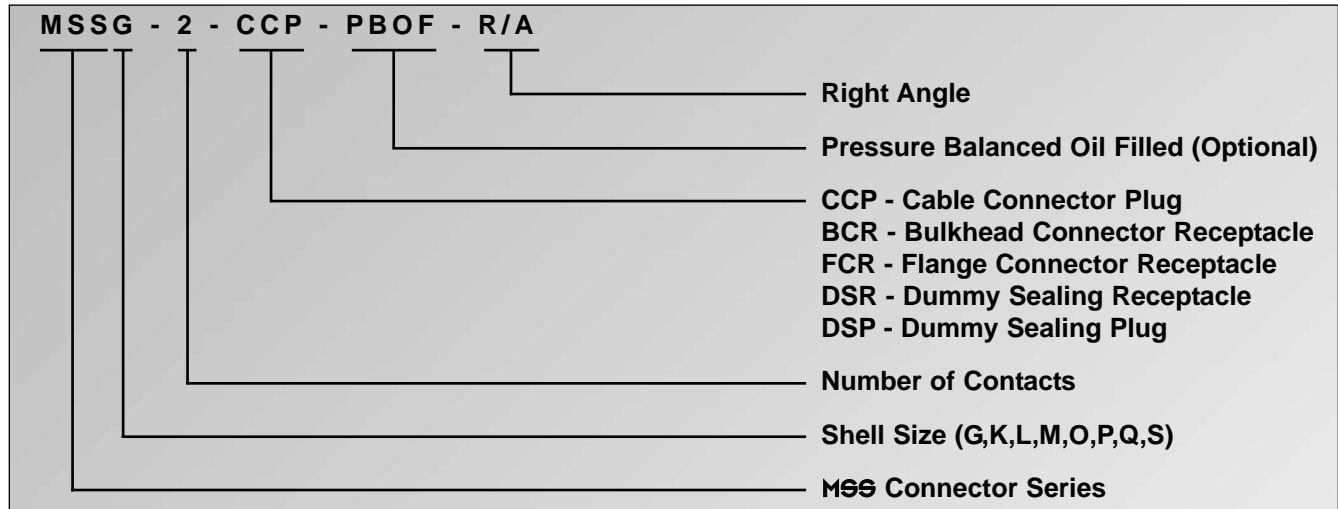 MSSG - 2 - CCP - PBOF - R/A
Right Angle
Pressure Balanced Oil Filled (Optional)
CCP - Cable Connector Plug
BCR - Bulkhead Connector Receptacle
FCR - Flange Connector Receptacle
DSR - Dummy Sealing Receptacle
DSP - Dummy Sealing Plug
Number of Contacts
Shell Size (G,K,L,M,O,P,Q,S)
MSS Connector Series